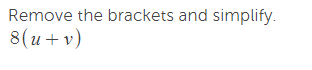 Remove the brackets and simplify.
8(u + v)